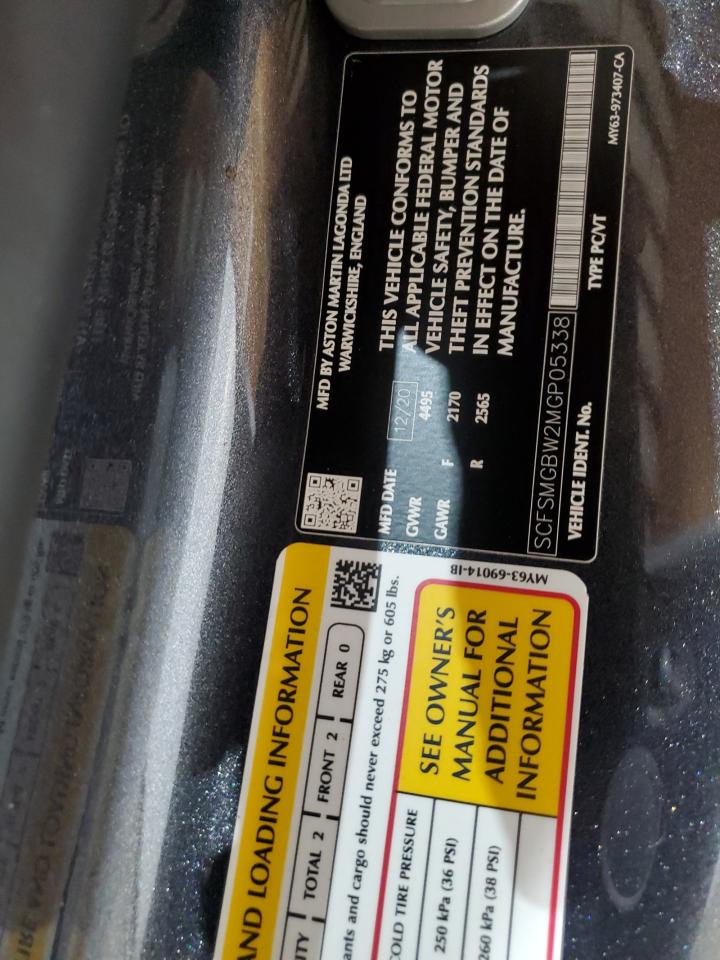 MFD BY ASTON MARTIN LAGONDA LTD
WARWICKSHIRE, ENGLAND
MFD DATE 12/20
GVWR 4495
GAWR F 2170
R 2565
THIS VEHICLE CONFORMS TO
ALL APPLICABLE FEDERAL MOTOR
VEHICLE SAFETY, BUMPER AND
THEFT PREVENTION STANDARDS
IN EFFECT ON THE DATE OF
MANUFACTURE.
SCFSMGBW2MGP05338
VEHICLE IDENT. No. TYPE PC/VT
MY63-973407-CA
AND LOADING INFORMATION
TOTAL 2 FRONT 2 REAR 0
and cargo should never exceed 275 kg or 605 lbs.
COLD TIRE PRESSURE
250 kPa (36 PSI)
260 kPa (38 PSI)
SEE OWNER'S
MANUAL FOR
ADDITIONAL
INFORMATION
MY63-69014-IB